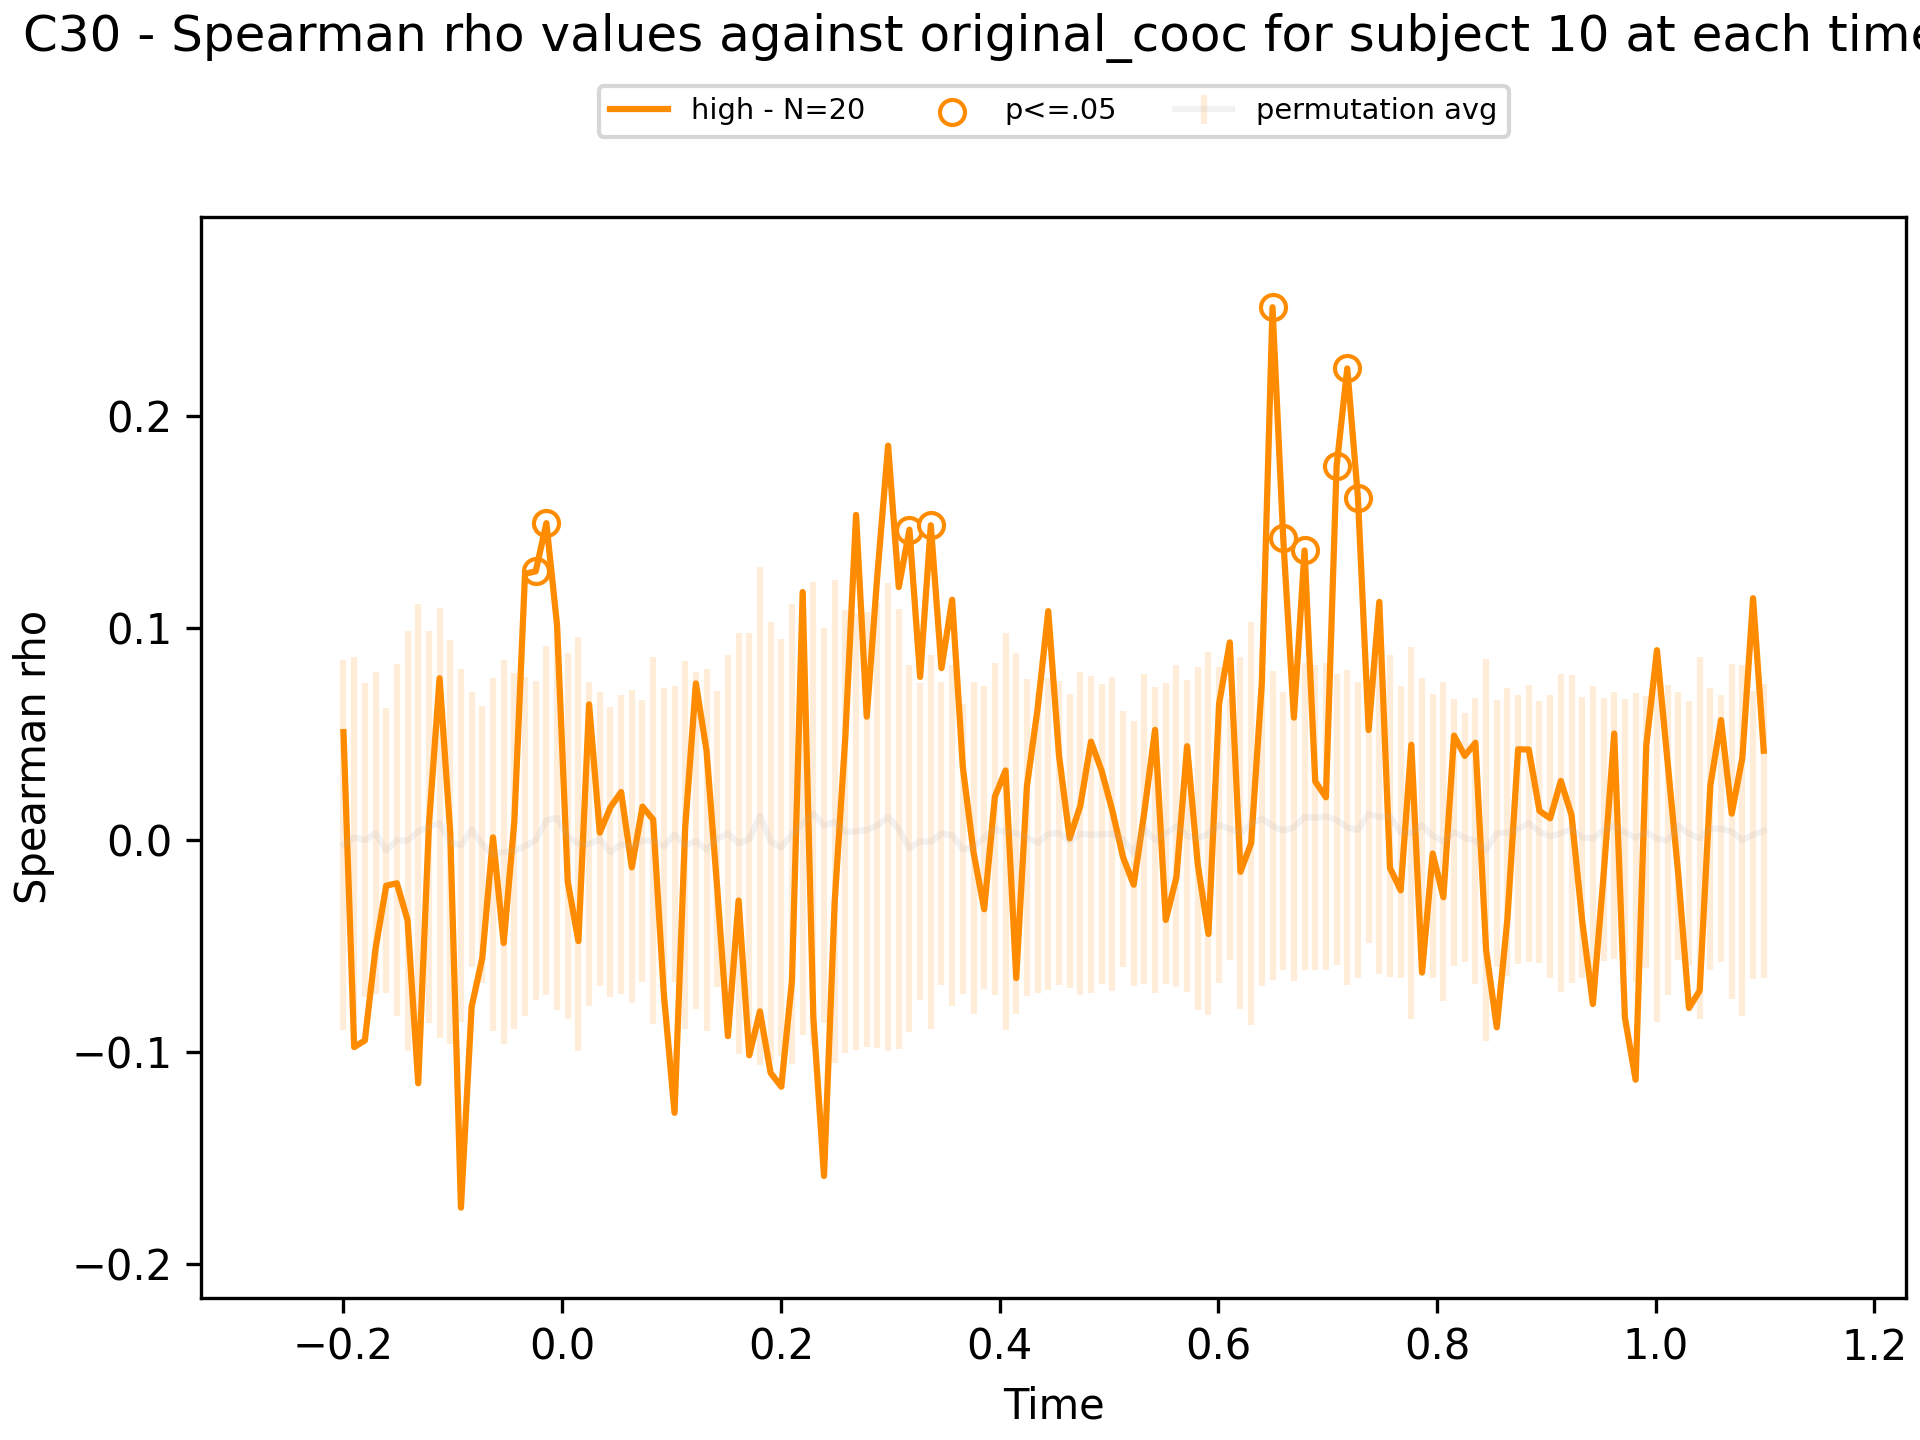 C30 - Spearman rho values against original_cooc for subject 10 at each time
high - N=20 p<=.05 permutation avg
Spearman rho
0.2
0.1
0.0
−0.1
−0.2
−0.2 0.0 0.2 0.4 0.6 0.8 1.0 1.2
Time